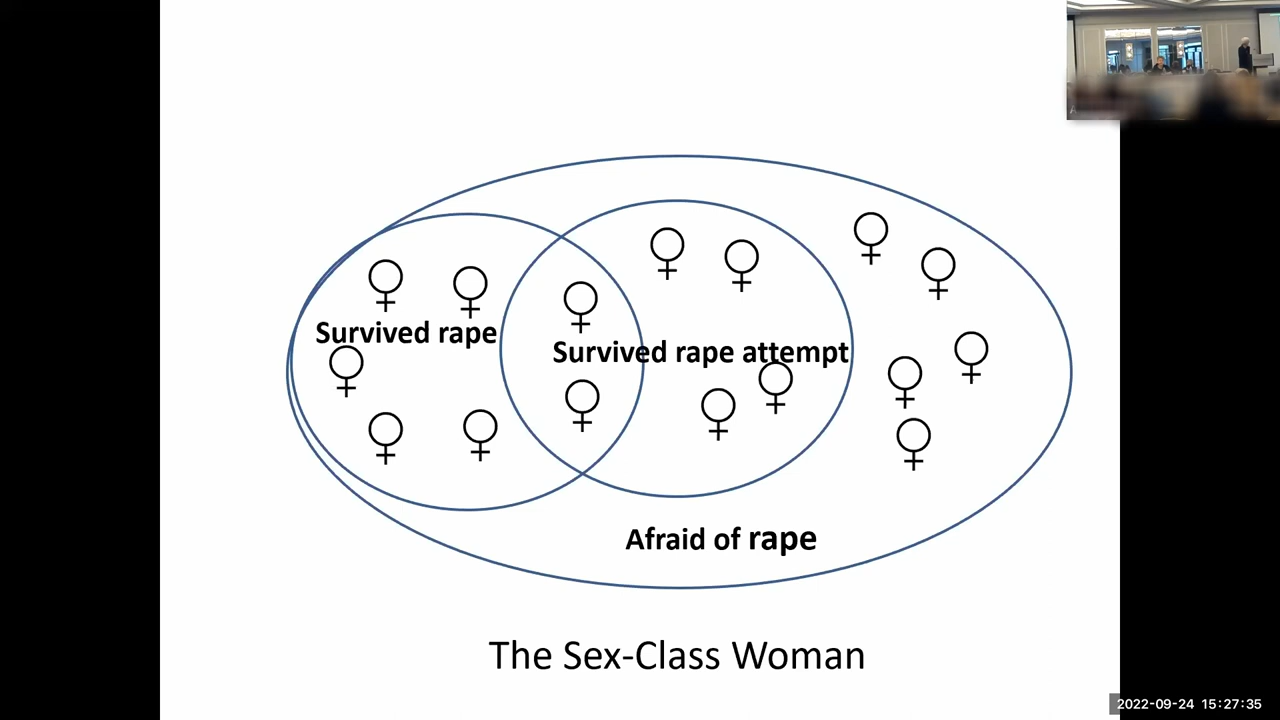 Survived rape
Survived rape attempt
Afraid of rape
The Sex-Class Woman
2022-09-24 15:27:35